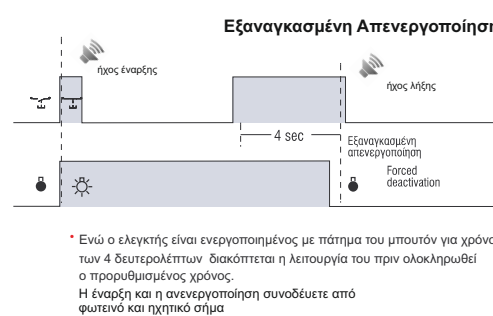 Εξαναγκασμένη Απενεργοποίησ
ήχος έναρξης
ήχος λήξης
4 sec
Εξαναγκασμένη
απενεργοποίηση
Forced
deactivation
* Ενώ ο ελεγκτής είναι ενεργοποιημένος με πάτημα του μπουτόν για χρόνο
των 4 δευτερολέπτων διακόπτεται η λειτουργία του πριν ολοκληρωθεί
ο προρυθμισμένος χρόνος.
Η έναρξη και η ανενεργοποίηση συνοδέυετε από
φωτεινό και ηχητικό σήμα